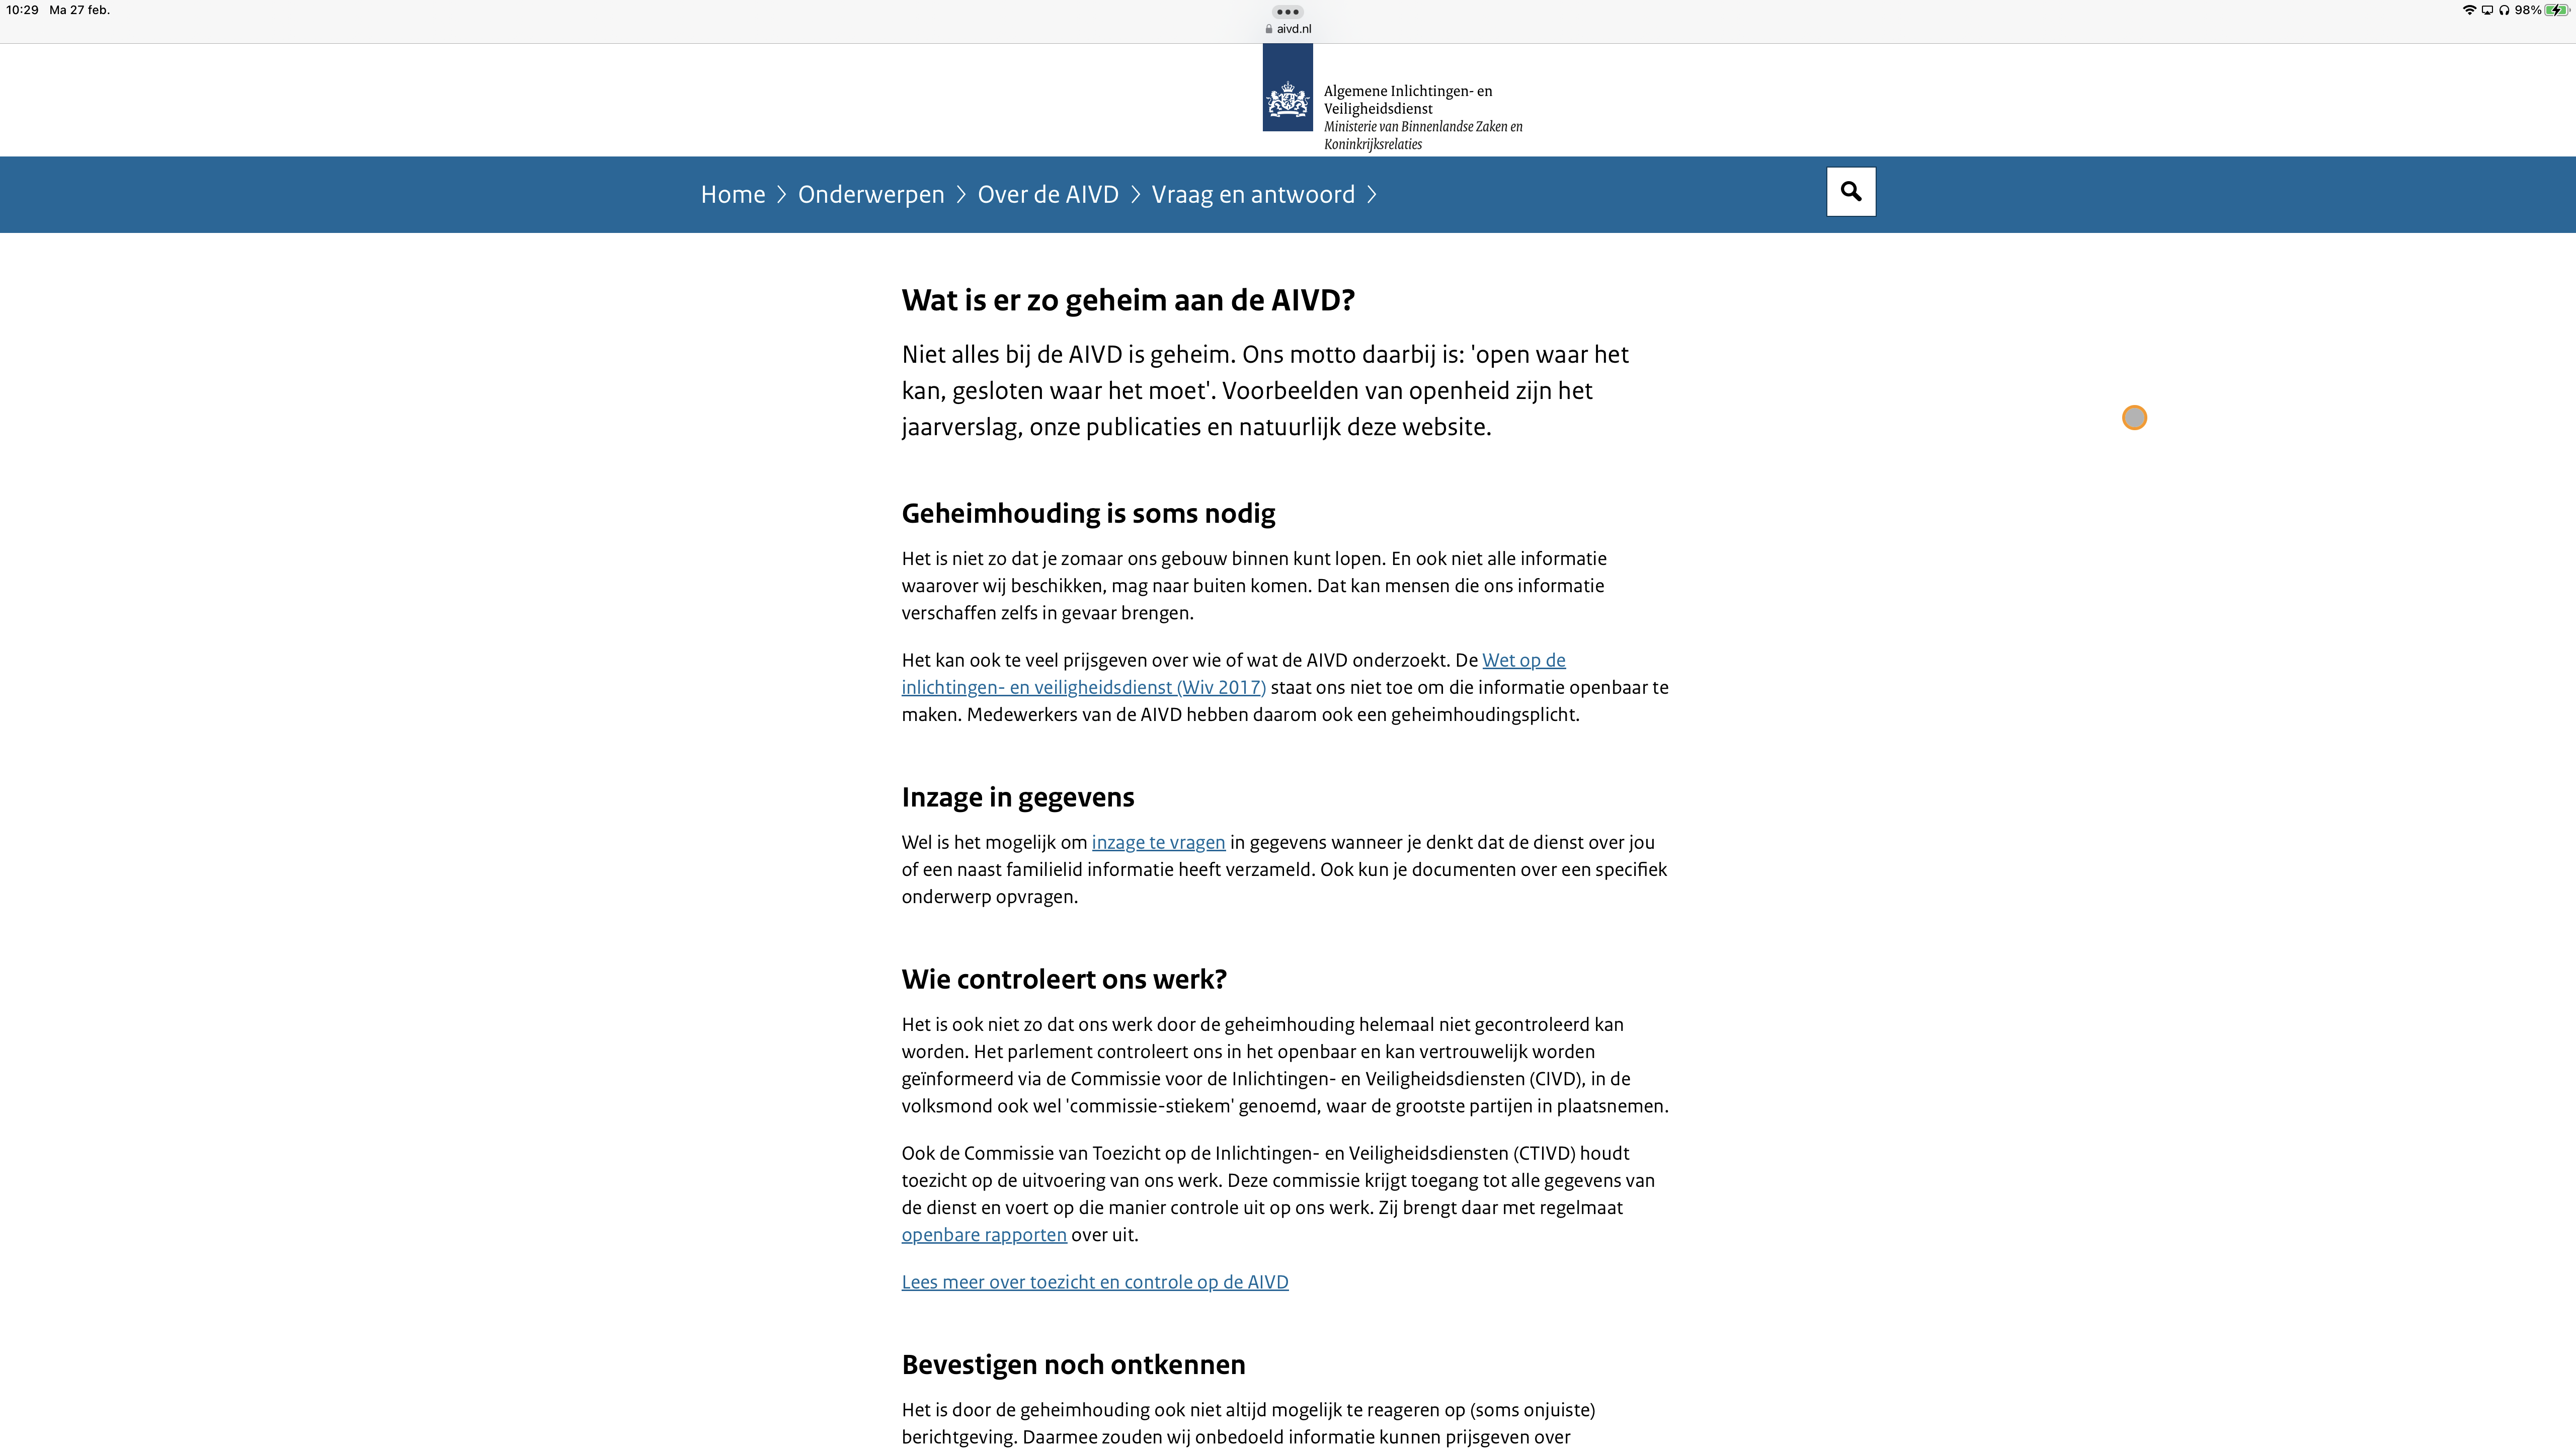 10:29 Ma 27 feb.
98%
aivd.nl
Algemene Inlichtingen- en
Veiligheidsdienst
Ministerie van Binnenlandse Zaken en
Koninkrijksrelaties
Home > Onderwerpen > Over de AIVD > Vraag en antwoord >
Wat is er zo geheim aan de AIVD?
Niet alles bij de AIVD is geheim. Ons motto daarbij is: 'open waar het
kan, gesloten waar het moet'. Voorbeelden van openheid zijn het
jaarverslag, onze publicaties en natuurlijk deze website.
Geheimhouding is soms nodig
Het is niet zo dat je zomaar ons gebouw binnen kunt lopen. En ook niet alle informatie
waarover wij beschikken, mag naar buiten komen. Dat kan mensen die ons informatie
verschaffen zelfs in gevaar brengen.
Het kan ook te veel prijsgeven over wie of wat de AIVD onderzoekt. De Wet op de
inlichtingen- en veiligheidsdienst (Wiv 2017) staat ons niet toe om die informatie openbaar te
maken. Medewerkers van de AIVD hebben daarom ook een geheimhoudingsplicht.
Inzage in gegevens
Wel is het mogelijk om inzage te vragen in gegevens wanneer je denkt dat de dienst over jou
of een naast familielid informatie heeft verzameld. Ook kun je documenten over een specifiek
onderwerp opvragen.
Wie controleert ons werk?
Het is ook niet zo dat ons werk door de geheimhouding helemaal niet gecontroleerd kan
worden. Het parlement controleert ons in het openbaar en kan vertrouwelijk worden
geïnformeerd via de Commissie voor de Inlichtingen- en Veiligheidsdiensten (CIVD), in de
volksmond ook wel 'commissie-stiekem' genoemd, waar de grootste partijen in plaatsnemen.
Ook de Commissie van Toezicht op de Inlichtingen- en Veiligheidsdiensten (CTIVD) houdt
toezicht op de uitvoering van ons werk. Deze commissie krijgt toegang tot alle gegevens van
de dienst en voert op die manier controle uit op ons werk. Zij brengt daar met regelmaat
openbare rapporten over uit.
Lees meer over toezicht en controle op de AIVD
Bevestigen noch ontkennen
Het is door de geheimhouding ook niet altijd mogelijk te reageren op (soms onjuiste)
berichtgeving. Daarmee zouden wij onbedoeld informatie kunnen prijsgeven over